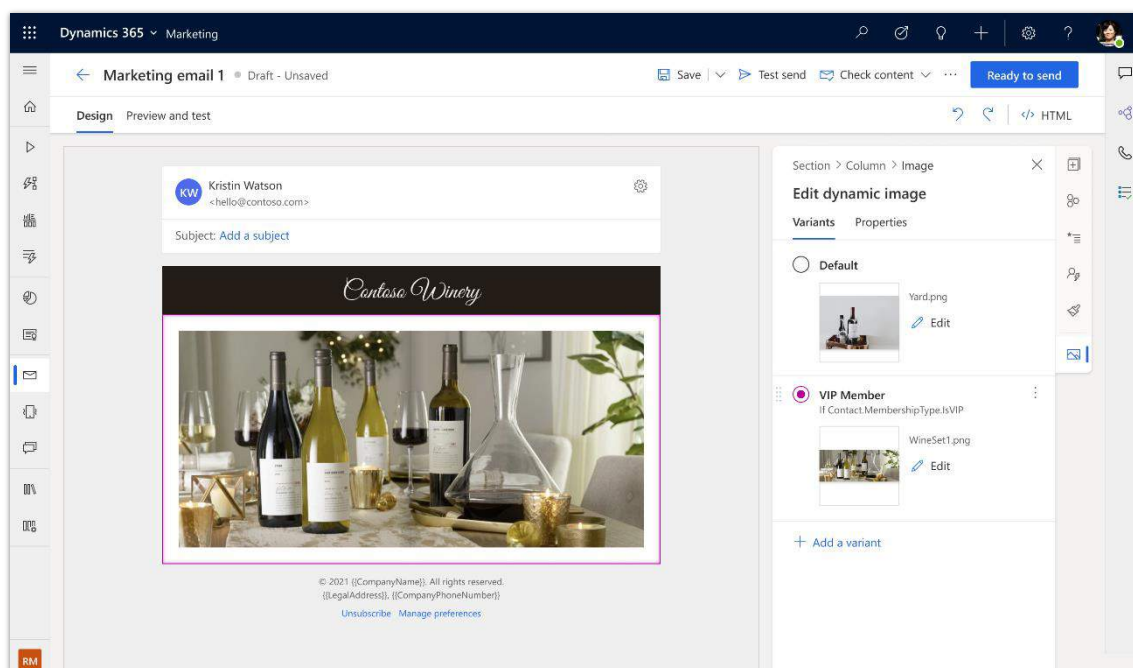 Dynamics 365 Marketing
Marketing email 1 Draft - Unsaved
Save Test send Check content Ready to send
Design Preview and test
HTML
KW
Kristin Watson
<hello@contoso.com>
Subject: Add a subject
Contoso Winery
© 2021 {{CompanyName}}. All rights reserved.
{{LegalAddress}}. {{CompanyPhoneNumber}}
Unsubscribe Manage preferences
Section > Column > Image
Edit dynamic image
Variants Properties
Default
Yard.png
Edit
VIP Member
If Contact.MembershipType.IsVIP
WineSet1.png
Edit
+ Add a variant
RM